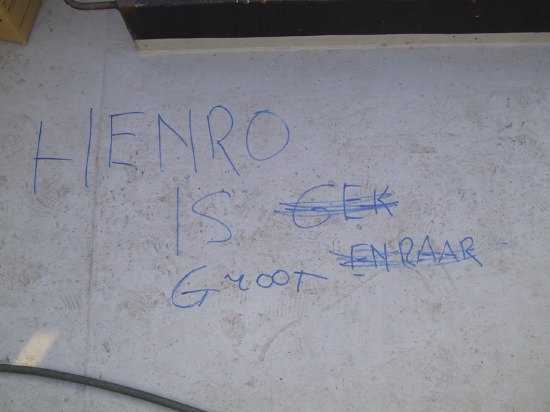 HENRO
IS GEK
EN RAAR
GrOOT